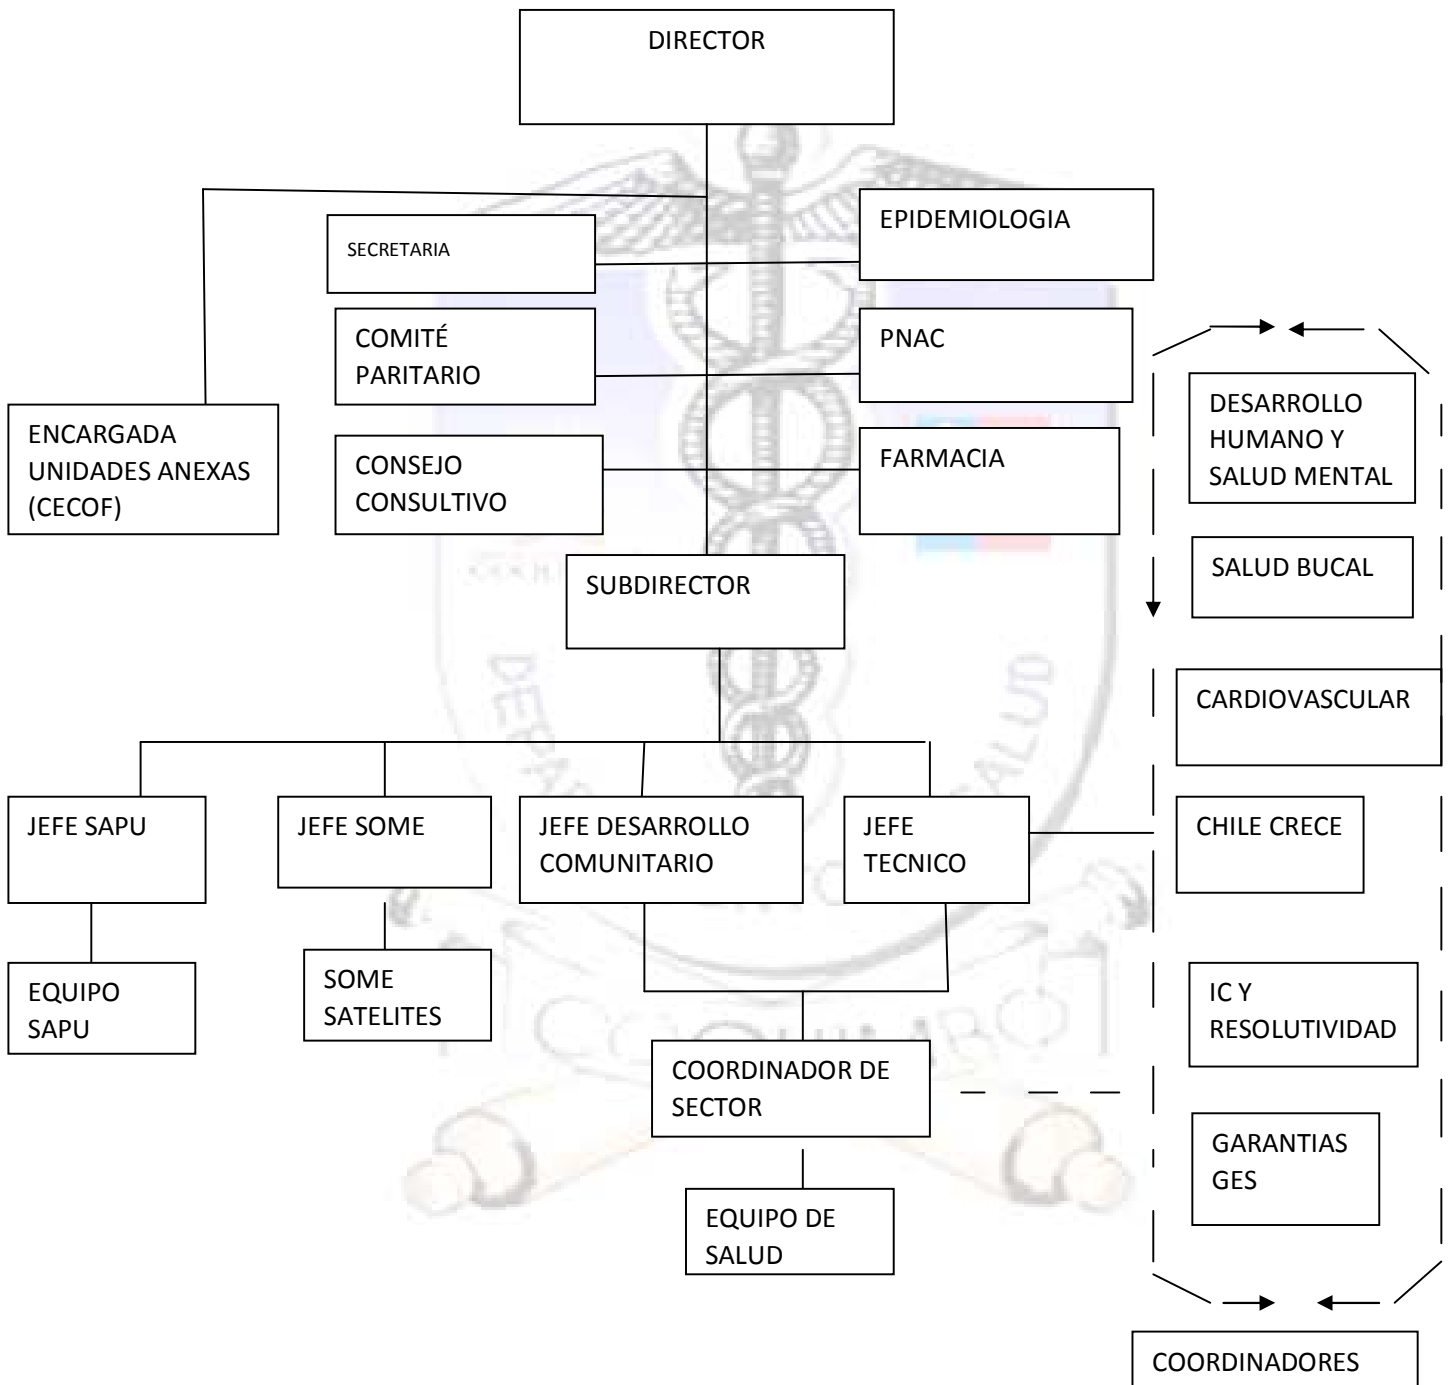 DIRECTOR
EPIDEMIOLOGIA
SECRETARIA
COMITÉ
PARITARIO
PNAC
ENCARGADA
UNIDADES ANEXAS
(CECOF)
CONSEJO
CONSULTIVO
FARMACIA
SUBDIRECTOR
JEFE SAPU
JEFE SOME
JEFE DESARROLLO
COMUNITARIO
JEFE
TECNICO
EQUIPO
SAPU
SOME
SATELITES
COORDINADOR DE
SECTOR
EQUIPO DE
SALUD
DESARROLLO
HUMANO Y
SALUD MENTAL
SALUD BUCAL
CARDIOVASCULAR
CHILE CRECE
IC Y
RESOLUTIVIDAD
GARANTIAS
GES
COORDINADORES
SALUD